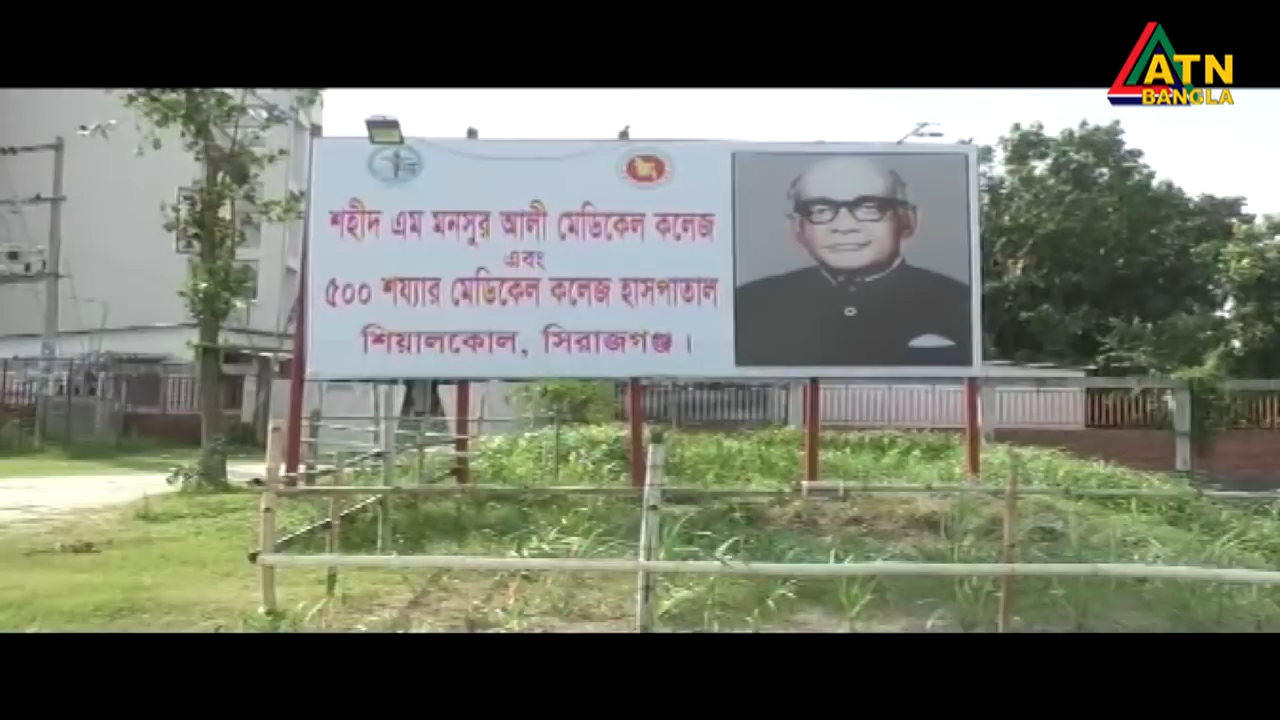 ATN
BANGLA
শহীদ এম মনসুর আলী মেডিকেল কলেজ
এবং
৫০০ শয্যার মেডিকেল কলেজ হাসপাতাল
শিয়ালকোল, সিরাজগঞ্জ।